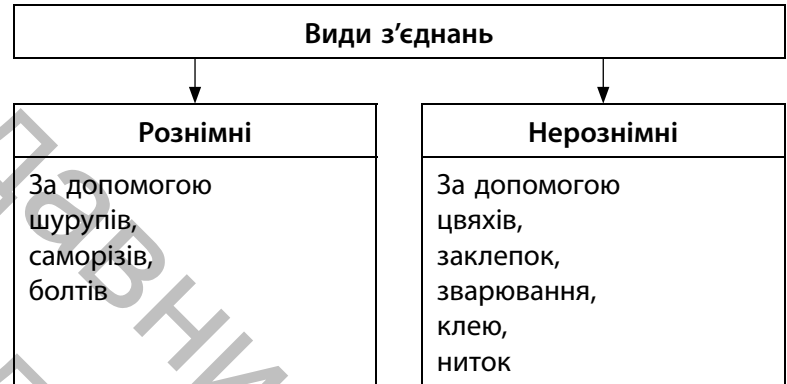 Види з'єднань
Рознімні
За допомогою
шурупів,
саморізів,
болтів
Нерознімні
За допомогою
цвяхів,
заклепок,
зварювання,
клею,
ниток